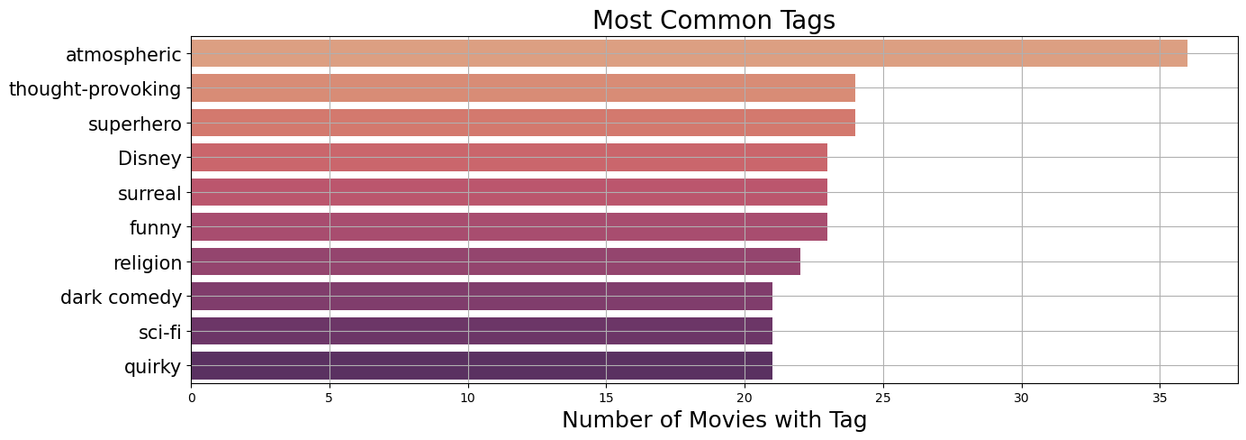 Most Common Tags
atmospheric
thought-provoking
superhero
Disney
surreal
funny
religion
dark comedy
sci-fi
quirky
0 5 10 15 20 25 30 35
Number of Movies with Tag